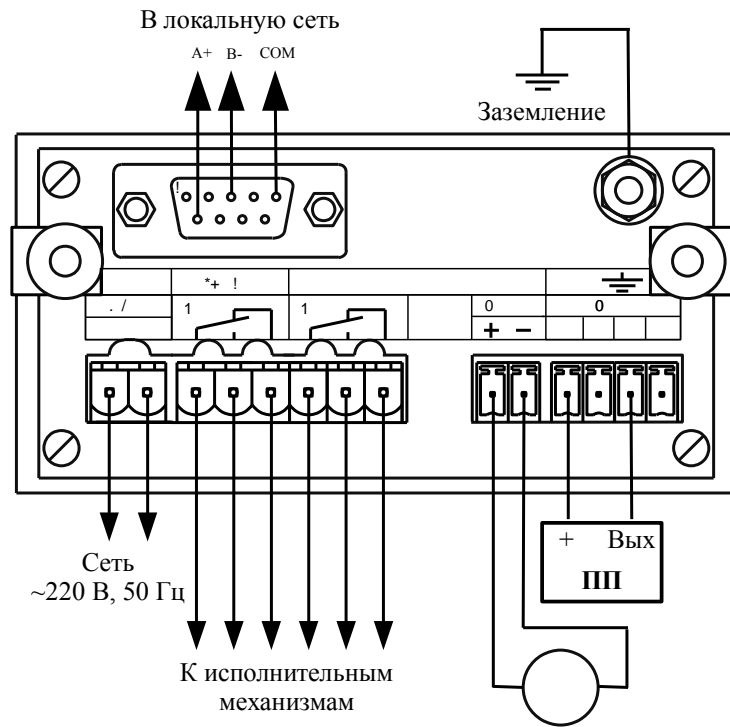 В локальную сеть
A+ B- COM
Заземление
!
*+ !
. /
1
1
0
0
+ −
+ Вых
ПП
Сеть
~220 В, 50 Гц
К исполнительным
механизмам